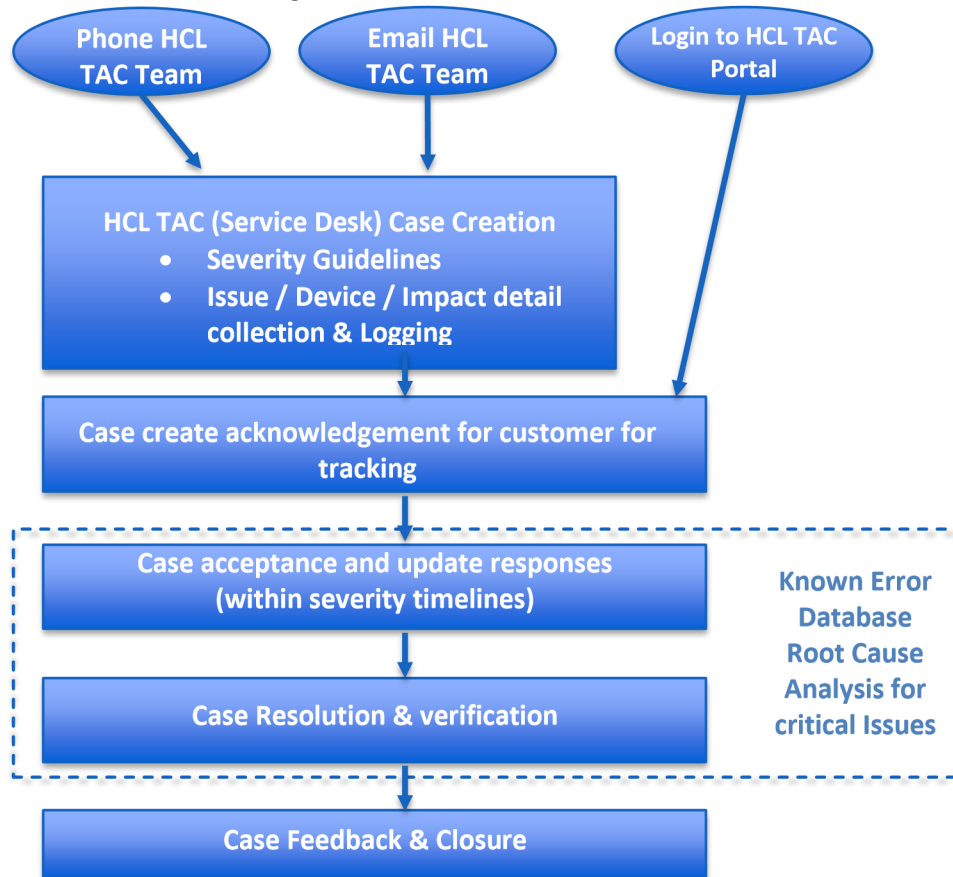 Phone HCL
TAC Team
Email HCL
TAC Team
Login to HCL TAC
Portal
HCL TAC (Service Desk) Case Creation
• Severity Guidelines
• Issue / Device / Impact detail
collection & Logging
Case create acknowledgement for customer for
tracking
Case acceptance and update responses
(within severity timelines)
Known Error
Database
Root Cause
Analysis for
critical Issues
Case Resolution & verification
Case Feedback & Closure